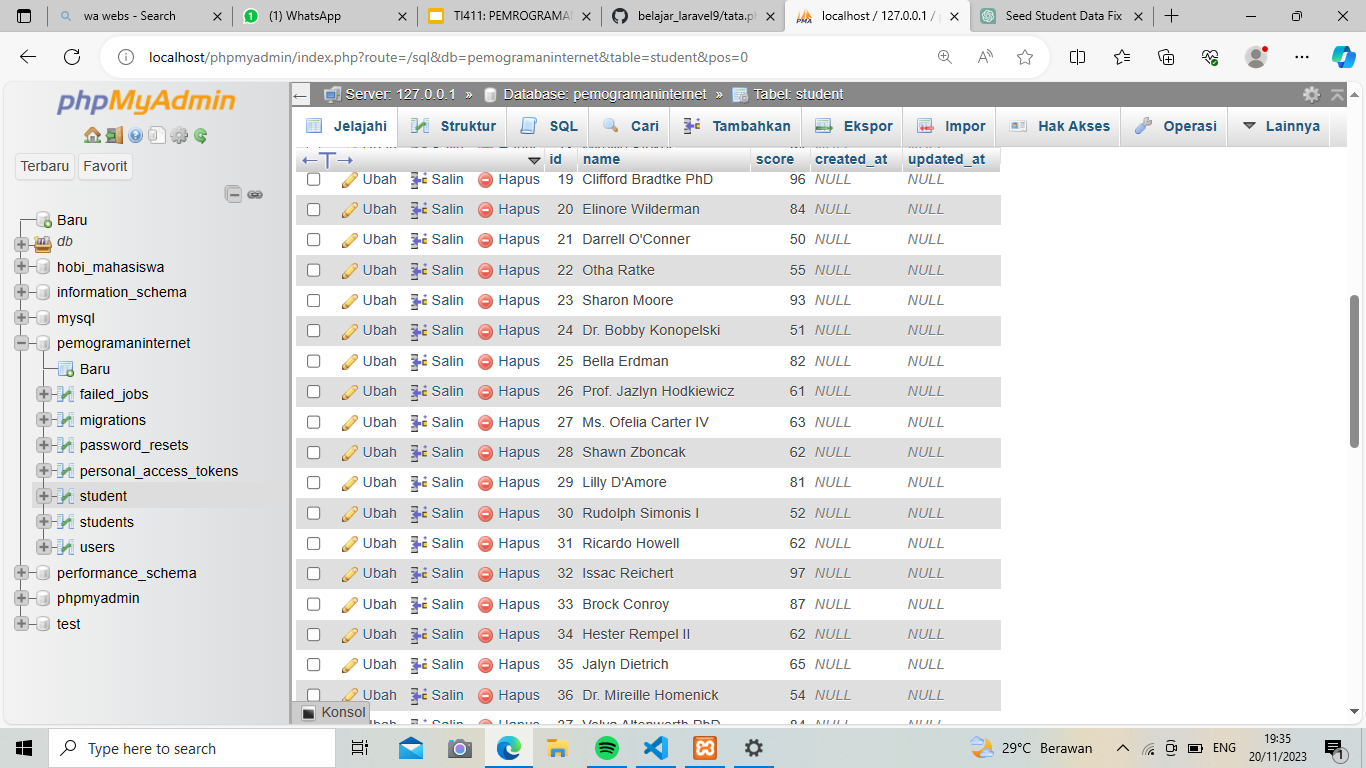 wa webs - Search
(1) WhatsApp
TI411: PEMROGRAMA
belajar_laravel9/tata.p
localhost / 127.0.0.1 / p
Seed Student Data Fix
localhost/phpmyadmin/index.php?route=/sql&db=pemogramaninternet&table=student&pos=0
phpMyAdmin
Terbaru Favorit
Baru
db
hobi_mahasiswa
information_schema
mysql
pemogramaninternet
Baru
failed_jobs
migrations
password_resets
personal_access_tokens
student
students
users
performance_schema
phpmyadmin
test
Server: 127.0.0.1 » Database: pemogramaninternet » Tabel: student
Jelajahi Struktur SQL Cari Tambahkan Ekspor Impor Hak Akses Operasi Lainnya
id name score created_at updated_at
Ubah Salin Hapus 19 Clifford Bradtke PhD 96 NULL NULL
Ubah Salin Hapus 20 Elinore Wilderman 84 NULL NULL
Ubah Salin Hapus 21 Darrell O'Conner 50 NULL NULL
Ubah Salin Hapus 22 Otha Ratke 55 NULL NULL
Ubah Salin Hapus 23 Sharon Moore 93 NULL NULL
Ubah Salin Hapus 24 Dr. Bobby Konopelski 51 NULL NULL
Ubah Salin Hapus 25 Bella Erdman 82 NULL NULL
Ubah Salin Hapus 26 Prof. Jazlyn Hodkiewicz 61 NULL NULL
Ubah Salin Hapus 27 Ms. Ofelia Carter IV 63 NULL NULL
Ubah Salin Hapus 28 Shawn Zboncak 62 NULL NULL
Ubah Salin Hapus 29 Lilly D'Amore 81 NULL NULL
Ubah Salin Hapus 30 Rudolph Simonis I 52 NULL NULL
Ubah Salin Hapus 31 Ricardo Howell 62 NULL NULL
Ubah Salin Hapus 32 Issac Reichert 97 NULL NULL
Ubah Salin Hapus 33 Brock Conroy 87 NULL NULL
Ubah Salin Hapus 34 Hester Rempel II 62 NULL NULL
Ubah Salin Hapus 35 Jalyn Dietrich 65 NULL NULL
Ubah Salin Hapus 36 Dr. Mireille Homenick 54 NULL NULL
Konsol
Type here to search
29°C Berawan
ENG
19:35
20/11/2023
1